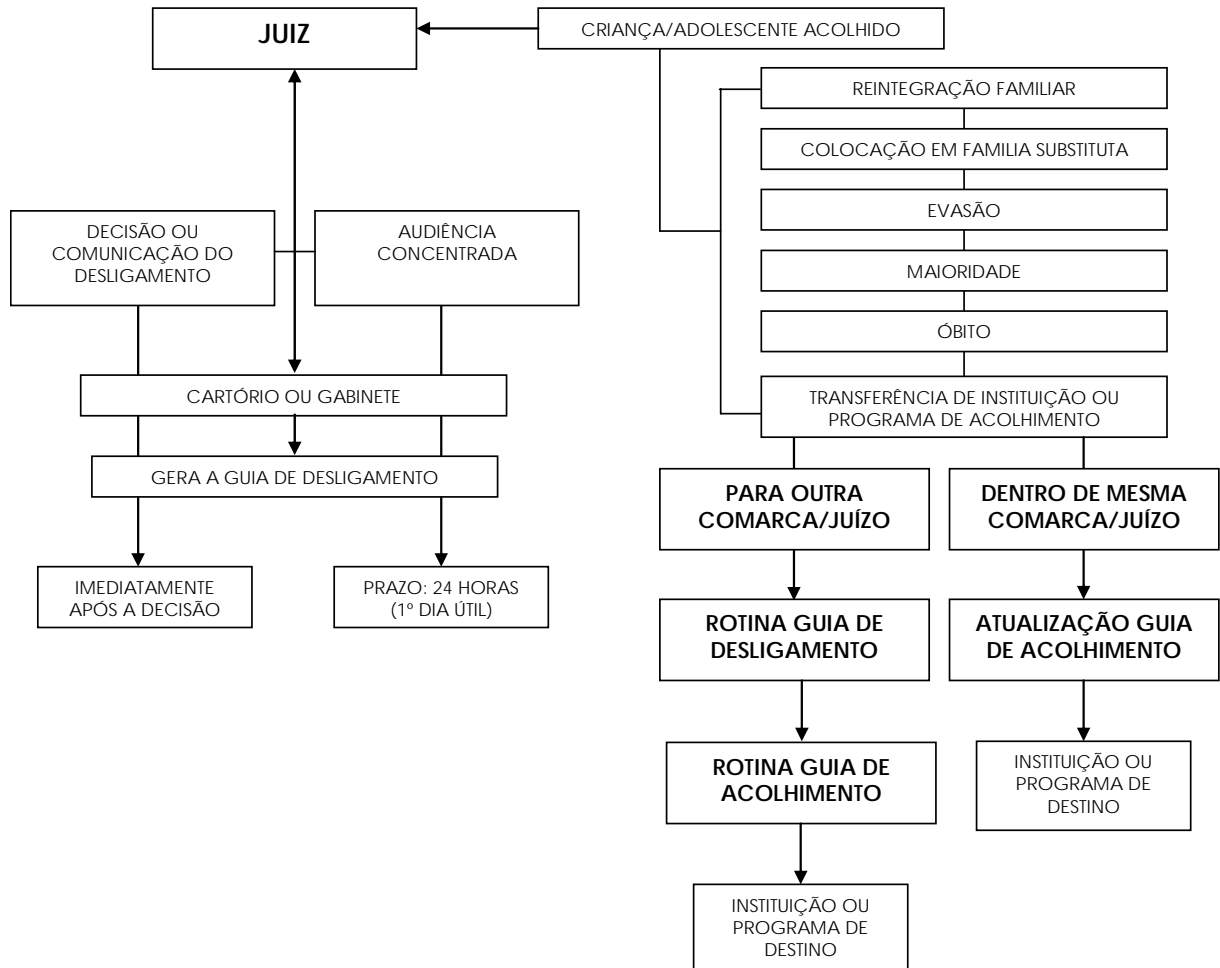 JUIZ
CRIANÇA/ADOLESCENTE ACOLHIDO
REINTEGRAÇÃO FAMILIAR
COLOCAÇÃO EM FAMILIA SUBSTITUTA
EVASÃO
MAIORIDADE
ÓBITO
TRANSFERÊNCIA DE INSTITUIÇÃO OU
PROGRAMA DE ACOLHIMENTO
DECISÃO OU
COMUNICAÇÃO DO
DESLIGAMENTO
AUDIÊNCIA
CONCENTRADA
CARTÓRIO OU GABINETE
GERA A GUIA DE DESLIGAMENTO
IMEDIATAMENTE
APÓS A DECISÃO
PRAZO: 24 HORAS
(1º DIA ÚTIL)
PARA OUTRA
COMARCA/JUÍZO
DENTRO DE MESMA
COMARCA/JUÍZO
ROTINA GUIA DE
DESLIGAMENTO
ATUALIZAÇÃO GUIA
DE ACOLHIMENTO
ROTINA GUIA DE
ACOLHIMENTO
INSTITUIÇÃO OU
PROGRAMA DE
DESTINO
INSTITUIÇÃO OU
PROGRAMA DE
DESTINO